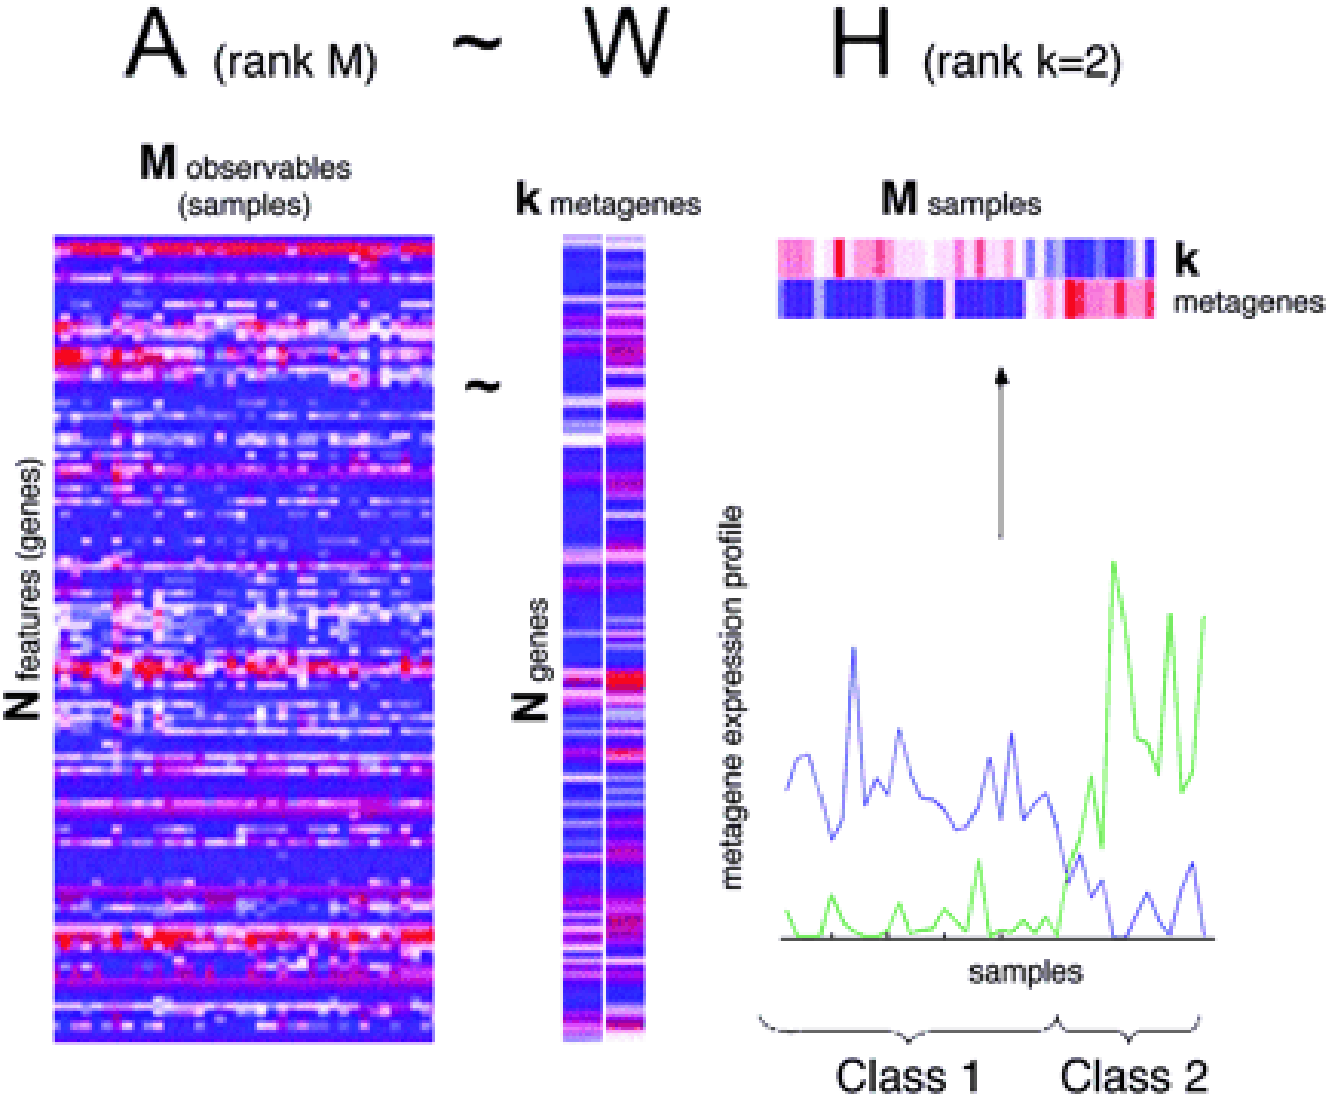 A (rank M) ~ W H (rank k=2)
M observables
(samples)
k metagenes
M samples
k
metagenes
~
N features (genes)
N genes
metagene expression profile
samples
Class 1 Class 2